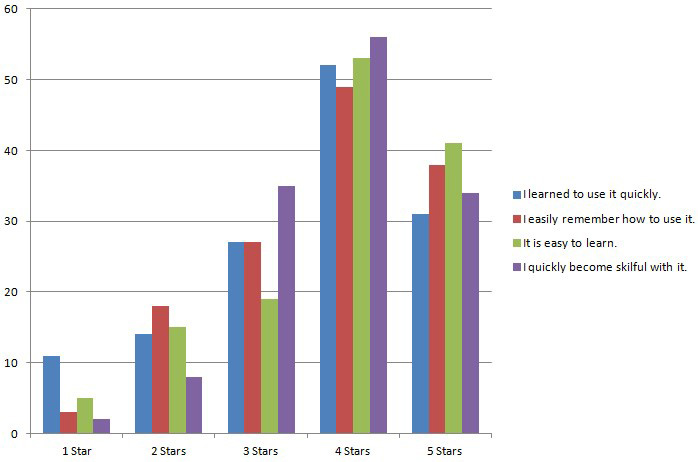 60
50
40
30
20
10
0
1 Star 2 Stars 3 Stars 4 Stars 5 Stars
I learned to use it quickly.
I easily remember how to use it.
It is easy to learn.
I quickly become skilful with it.